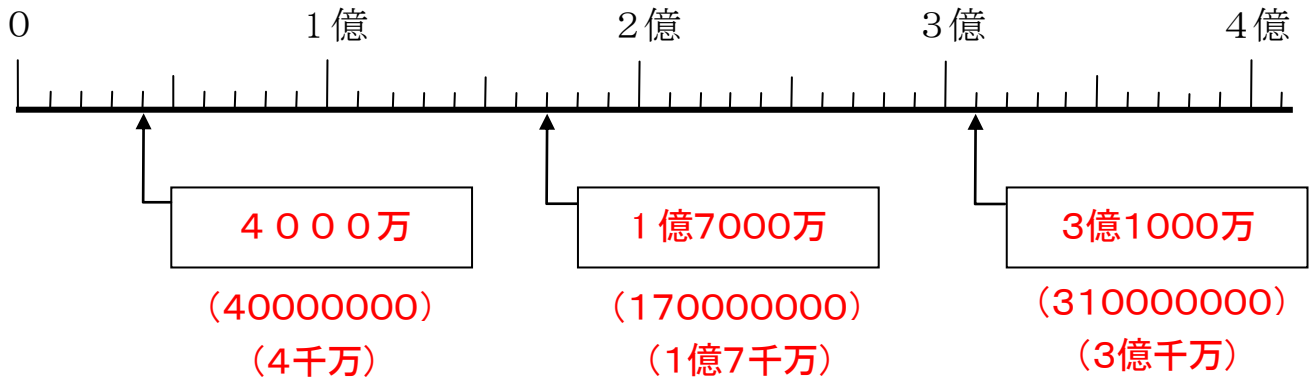 0 １億 ２億 ３億 ４億
４０００万 １億7000万 3億1000万
（40000000） （170000000） （310000000）
（4千万） （1億7千万） （3億千万）